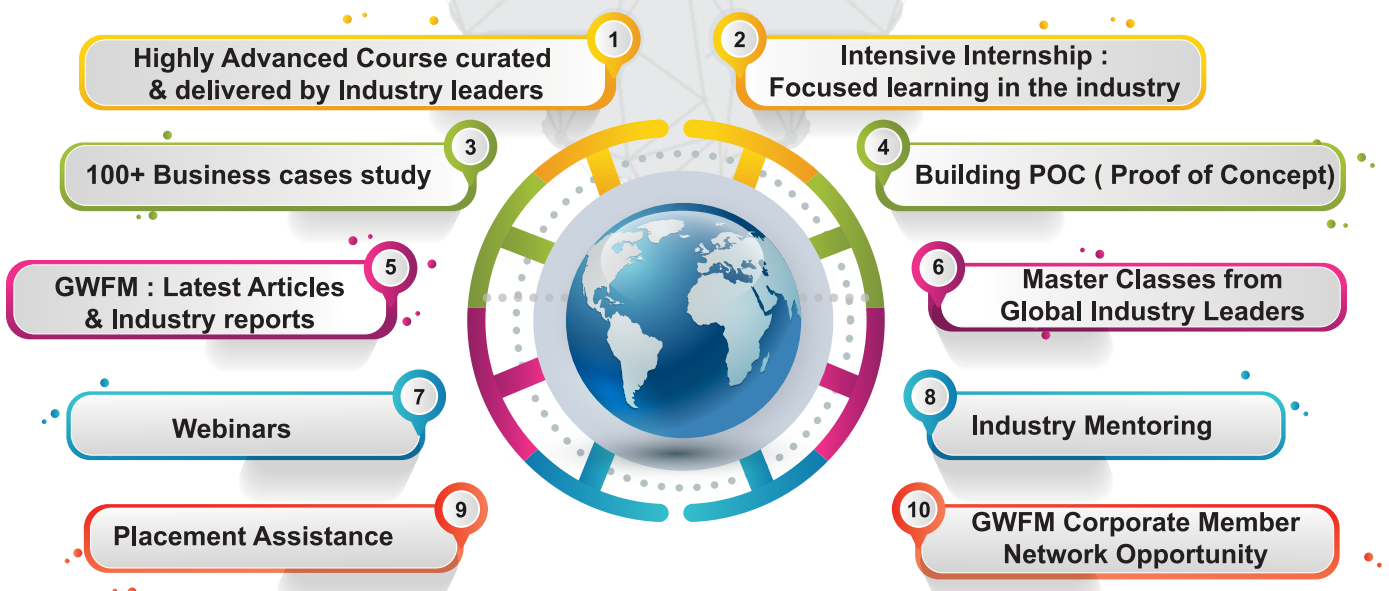 1
Highly Advanced Course curated
& delivered by Industry leaders
2
Intensive Internship :
Focused learning in the industry
3
100+ Business cases study
4
Building POC ( Proof of Concept)
5
GWFM : Latest Articles
& Industry reports
6
Master Classes from
Global Industry Leaders
7
Webinars
8
Industry Mentoring
9
Placement Assistance
10
GWFM Corporate Member
Network Opportunity